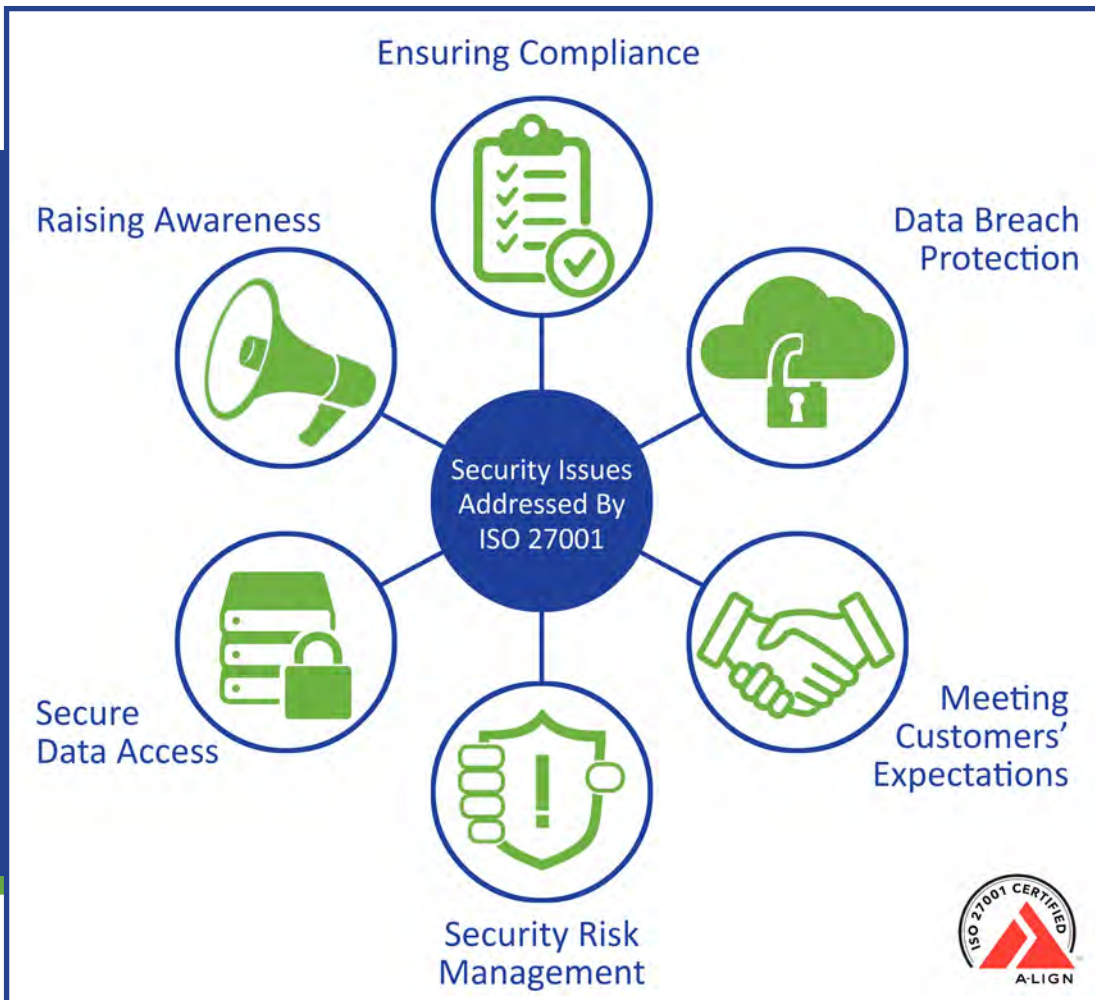 Ensuring Compliance
Raising Awareness
Data Breach
Protection
Security Issues
Addressed By
ISO 27001
Secure
Data Access
Meeting
Customers’
Expectations
Security Risk
Management
ISO 27001 CERTIFIED
A-LIGN